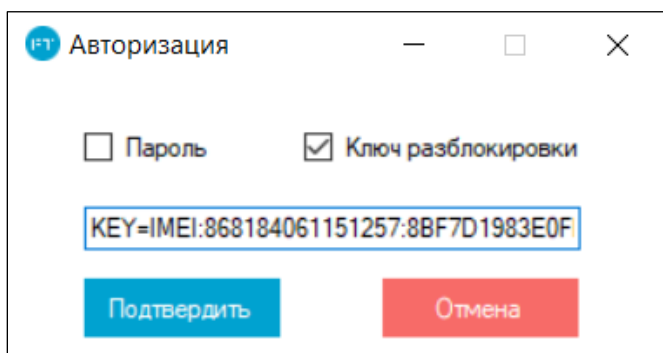 FT Авторизация
Пароль Ключ разблокировки
KEY=IMEI:868184061151257:8BF7D1983E0F
Подтвердить Отмена